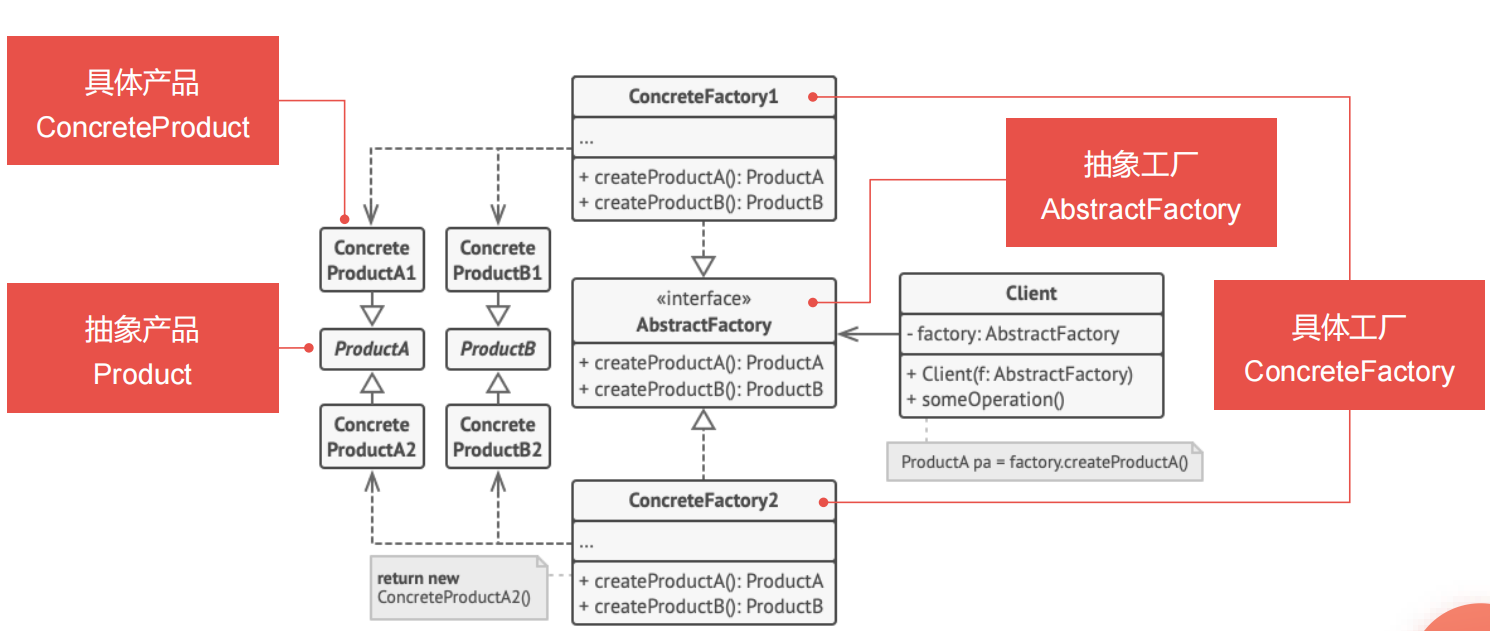 具体产品
ConcreteProduct
抽象产品
Product
ConcreteFactory1
...
+ createProductA(): ProductA
+ createProductB(): ProductB
Concrete
ProductA1
Concrete
ProductB1
ProductA
ProductB
Concrete
ProductA2
Concrete
ProductB2
«interface»
AbstractFactory
+ createProductA(): ProductA
+ createProductB(): ProductB
抽象工厂
AbstractFactory
Client
- factory: AbstractFactory
+ Client(f: AbstractFactory)
+ someOperation()
ProductA pa = factory.createProductA()
具体工厂
ConcreteFactory
ConcreteFactory2
...
+ createProductA(): ProductA
+ createProductB(): ProductB
return new
ConcreteProductA2()